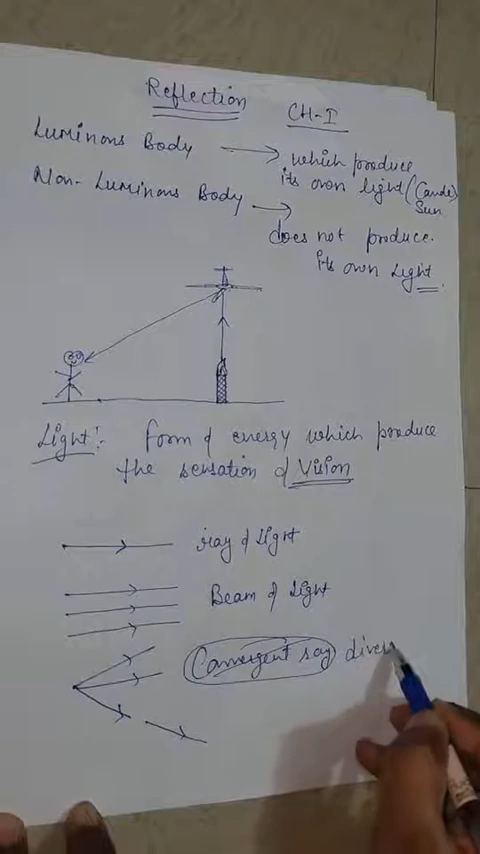 Reflection CH-I
Luminous Body → which produce
its own light (Candle)
Sun
Non-Luminous Body → does not produce.
its own Light.
Light:- form of energy which produce
the sensation of Vision
ray of Light
Beam of Light
Convergent ray diver